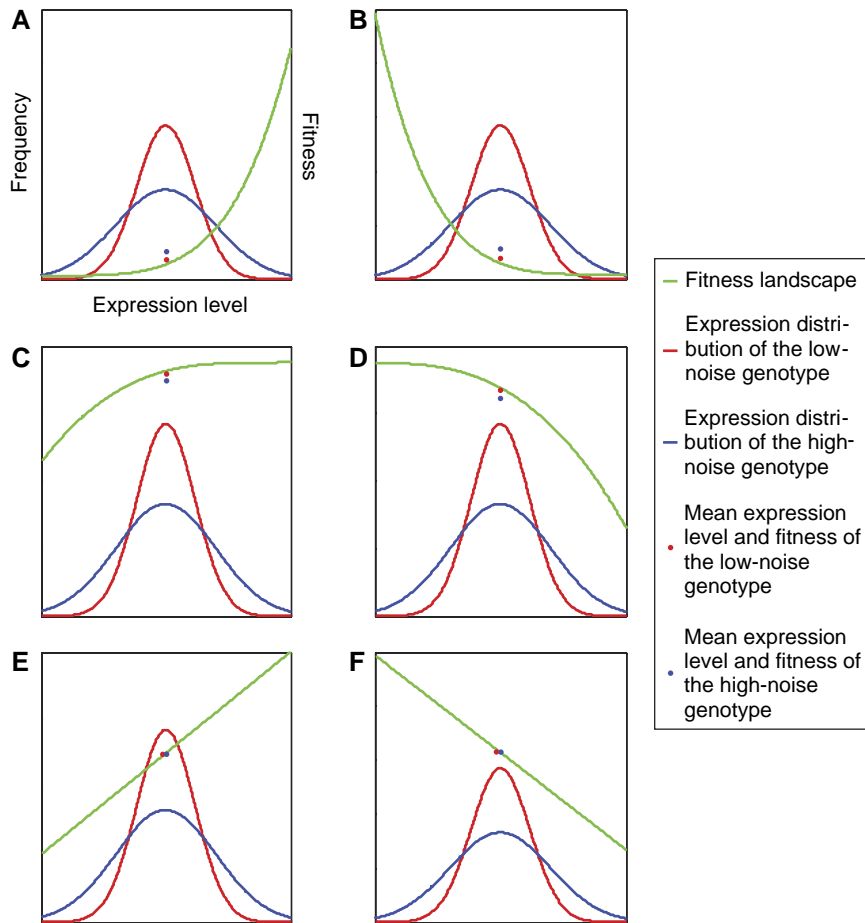 A
B
Frequency
Fitness
Expression level
C
D
E
F
Fitness landscape
Expression distri-
bution of the low-
noise genotype
Expression distri-
bution of the high-
noise genotype
Mean expression
level and fitness of
the low-noise
genotype
Mean expression
level and fitness of
the high-noise
genotype